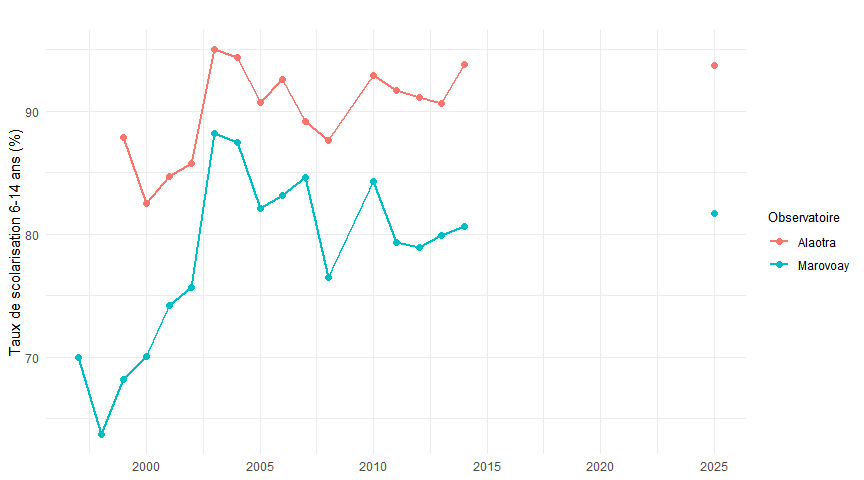 Taux de scolarisation 6-14 ans (%)
90
80
70
2000 2005 2010 2015 2020 2025
Observatoire
Alaotra
Marovoay